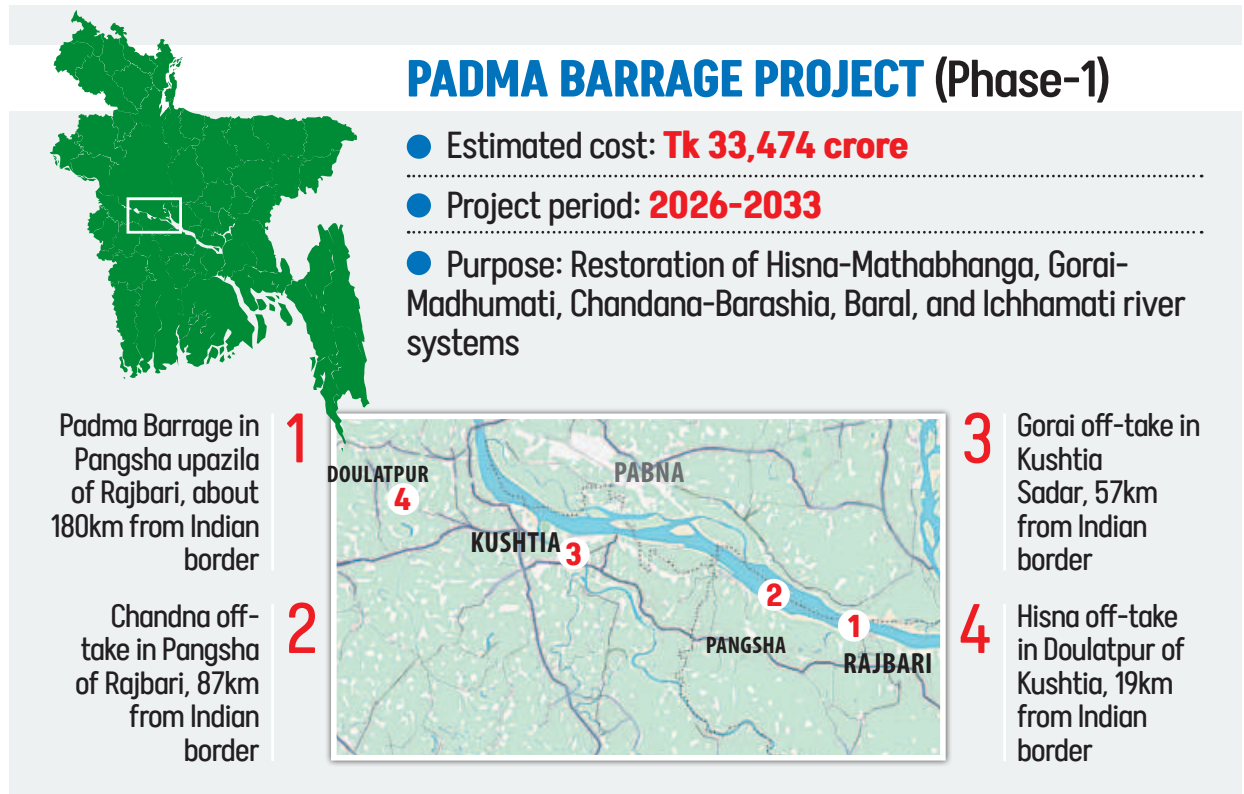 PADMA BARRAGE PROJECT (Phase-1)
Estimated cost: Tk 33,474 crore
Project period: 2026-2033
Purpose: Restoration of Hisna-Mathabhanga, Gorai-
Madhumati, Chandana-Barashia, Baral, and Ichhamati river
systems
1
Padma Barrage in
Pangsha upazila
of Rajbari, about
180km from Indian
border
2
Chandna off-
take in Pangsha
of Rajbari, 87km
from Indian
border
DOULATPUR
4
PABNA
KUSHTIA
3
2
1
PANGSHA
RAJBARI
3
Gorai off-take in
Kushtia
Sadar, 57km
from Indian
border
4
Hisna off-take
in Doulatpur of
Kushtia, 19km
from Indian
border